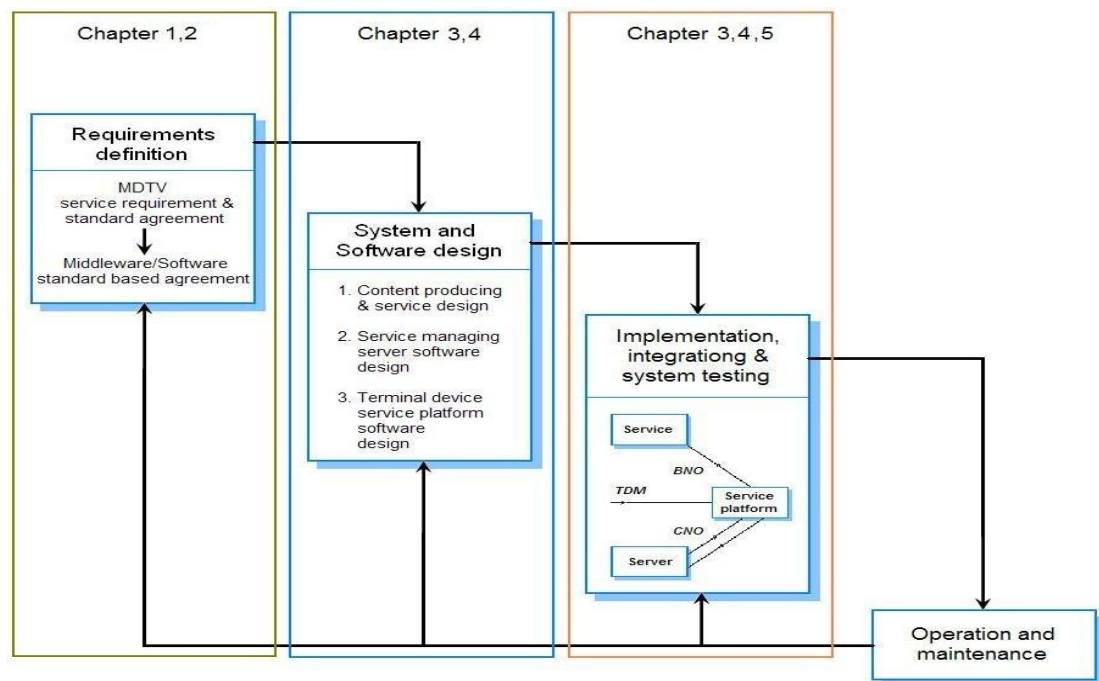 Chapter 1,2
Chapter 3,4
Chapter 3,4,5
Requirements
definition
MDTV
service requirement &
standard agreement
Middleware/Software
standard based agreement
System and
Software design
1. Content producing
& service design
2. Service managing
server software
design
3. Terminal device
service platform
software
design
Implementation,
integrationg &
system testing
Service
BNO
TDM
Service
platform
CNO
Server
Operation and
maintenance